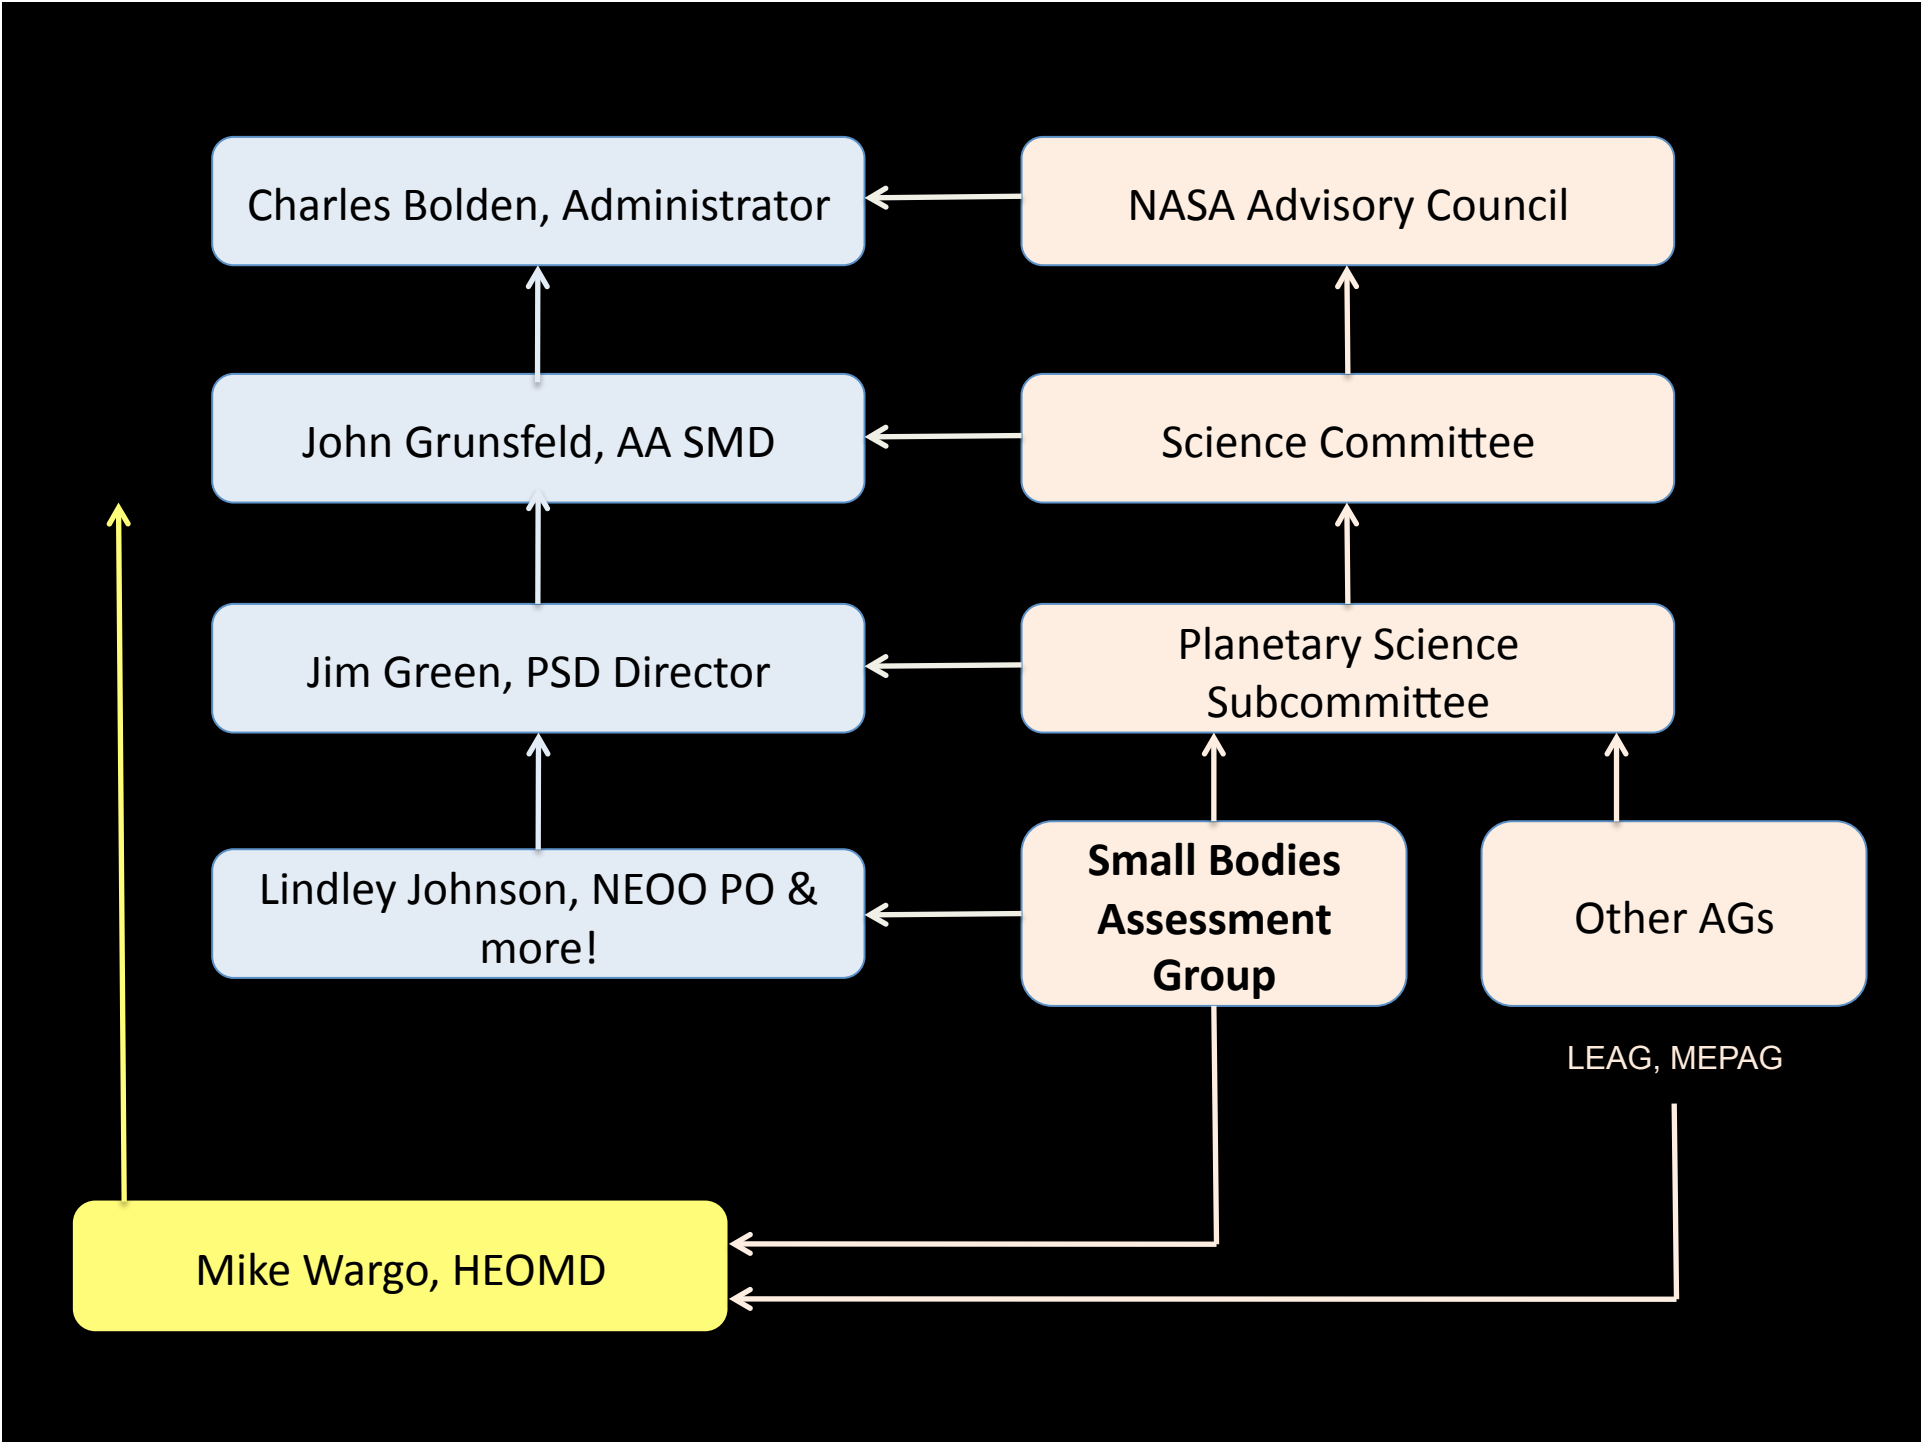 Charles Bolden, Administrator
NASA Advisory Council
John Grunsfeld, AA SMD
Science Committee
Jim Green, PSD Director
Planetary Science
Subcommittee
Lindley Johnson, NEOO PO &
more!
Small Bodies
Assessment
Group
Other AGs
LEAG, MEPAG
Mike Wargo, HEOMD